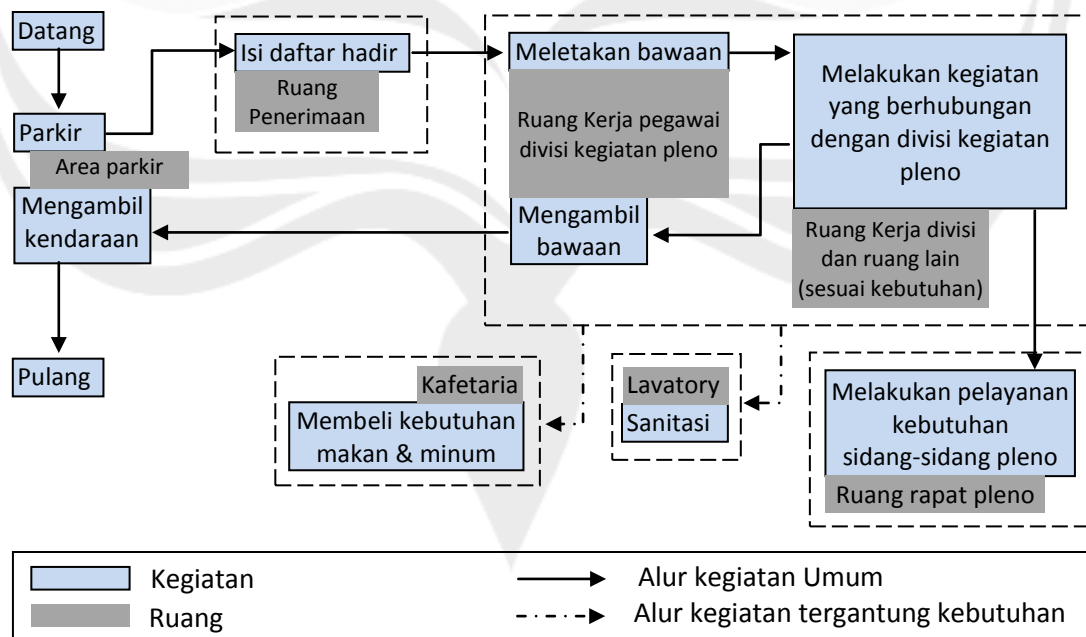 Datang
Parkir
Area parkir
Mengambil
kendaraan
Pulang
Isi daftar hadir
Ruang
Penerimaan
Meletakan bawaan
Ruang Kerja pegawai
divisi kegiatan pleno
Mengambil
bawaan
Melakukan kegiatan
yang berhubungan
dengan divisi kegiatan
pleno
Ruang Kerja divisi
dan ruang lain
(sesuai kebutuhan)
Kafetaria
Membeli kebutuhan
makan & minum
Lavatory
Sanitasi
Melakukan pelayanan
kebutuhan
sidang-sidang pleno
Ruang rapat pleno
Kegiatan
Ruang
Alur kegiatan Umum
Alur kegiatan tergantung kebutuhan